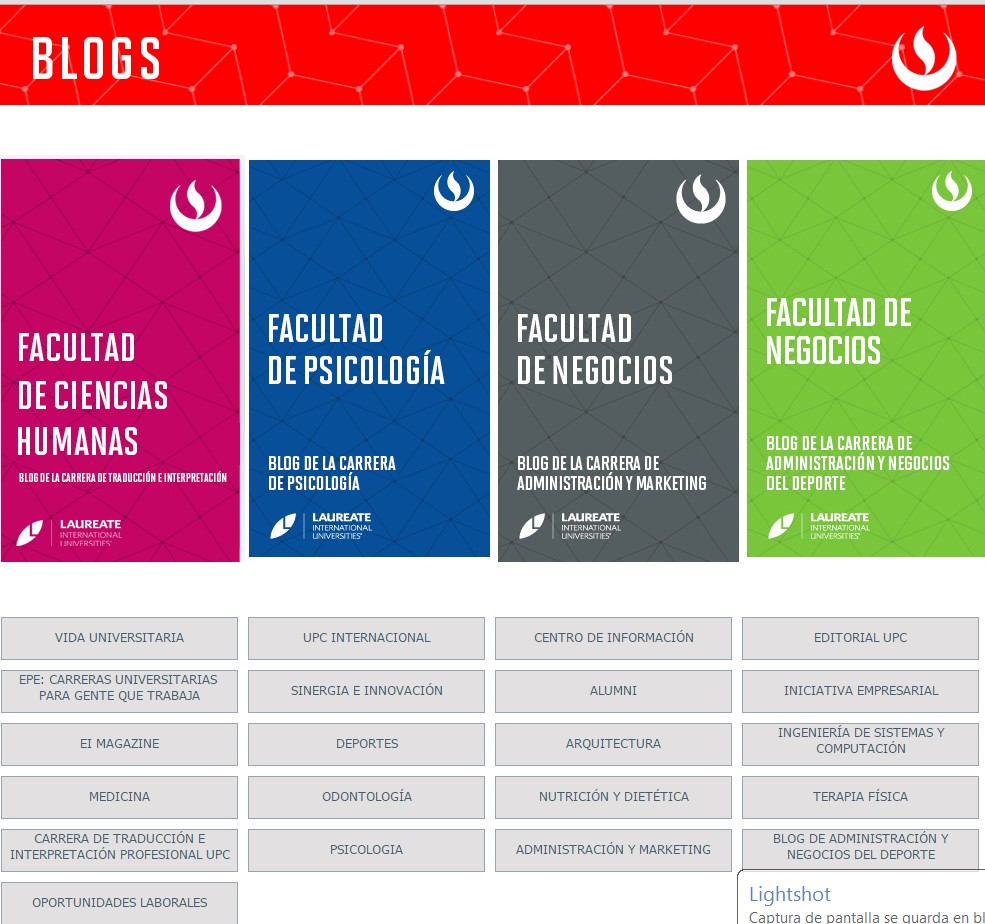 BLOGS
FACULTAD
DE CIENCIAS
HUMANAS
BLOG DE LA CARRERA DE TRADUCCIÓN E INTERPRETACIÓN
LAUREATE
INTERNATIONAL
UNIVERSITIES
FACULTAD
DE PSICOLOGÍA
BLOG DE LA CARRERA
DE PSICOLOGÍA
LAUREATE
INTERNATIONAL
UNIVERSITIES
FACULTAD
DE NEGOCIOS
BLOG DE LA CARRERA DE
ADMINISTRACIÓN Y MARKETING
LAUREATE
INTERNATIONAL
UNIVERSITIES
FACULTAD DE
NEGOCIOS
BLOG DE LA CARRERA DE
ADMINISTRACIÓN Y NEGOCIOS
DEL DEPORTE
LAUREATE
INTERNATIONAL
UNIVERSITIES
VIDA UNIVERSITARIA
UPC INTERNACIONAL
CENTRO DE INFORMACIÓN
EDITORIAL UPC
EPE: CARRERAS UNIVERSITARIAS
PARA GENTE QUE TRABAJA
SINERGIA E INNOVACIÓN
ALUMNI
INICIATIVA EMPRESARIAL
EI MAGAZINE
DEPORTES
ARQUITECTURA
INGENIERÍA DE SISTEMAS Y
COMPUTACIÓN
MEDICINA
ODONTOLOGÍA
NUTRICIÓN Y DIETÉTICA
TERAPIA FÍSICA
CARRERA DE TRADUCCIÓN E
INTERPRETACIÓN PROFESIONAL UPC
PSICOLOGIA
ADMINISTRACIÓN Y MARKETING
BLOG DE ADMINISTRACIÓN Y
NEGOCIOS DEL DEPORTE
OPORTUNIDADES LABORALES
Lightshot
Captura de pantalla se guarda en